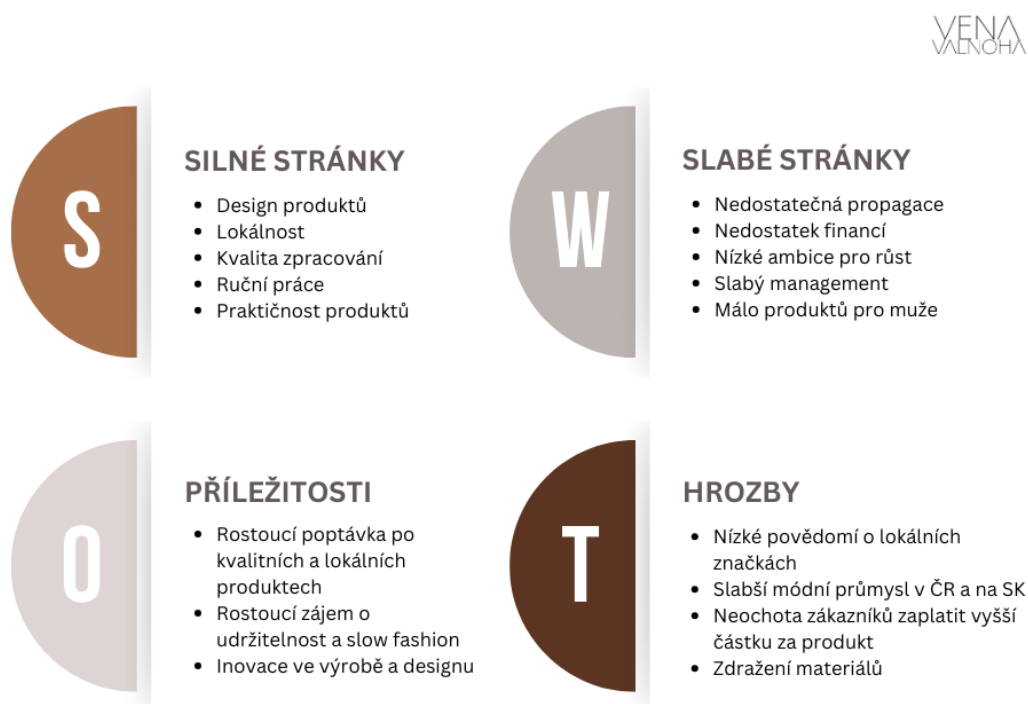 VENA
VALNOHA
S
SILNÉ STRÁNKY
• Design produktů
• Lokálnost
• Kvalita zpracování
• Ruční práce
• Praktičnost produktů
W
SLABÉ STRÁNKY
• Nedostatečná propagace
• Nedostatek financí
• Nízké ambice pro růst
• Slabý management
• Málo produktů pro muže
O
PŘÍLEŽITOSTI
• Rostoucí poptávka po
kvalitních a lokálních
produktech
• Rostoucí zájem o
udržitelnost a slow fashion
• Inovace ve výrobě a designu
T
HROZBY
• Nízké povědomí o lokálních
značkách
• Slabší módní průmysl v ČR a na SK
• Neochota zákazníků zaplatit vyšší
částku za produkt
• Zdražení materiálů